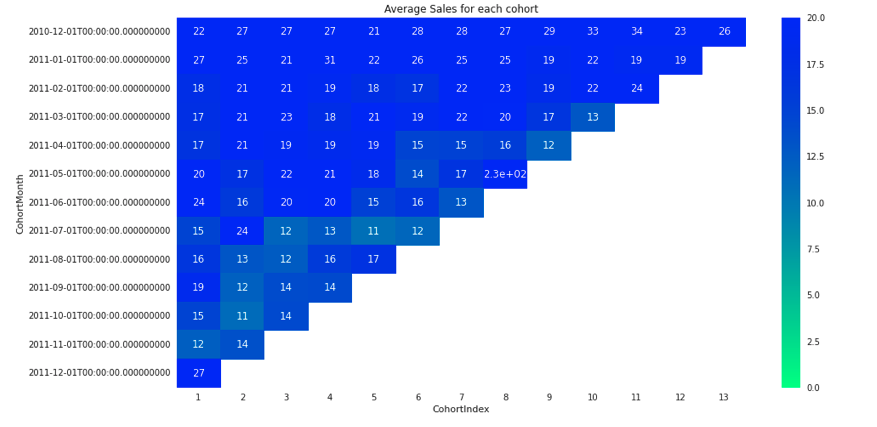 Average Sales for each cohort
CohortMonth
2010-12-01T00:00:00.000000000 22 27 27 27 21 28 28 27 29 33 34 23 26
2011-01-01T00:00:00.000000000 27 25 21 31 22 26 25 25 19 22 19 19
2011-02-01T00:00:00.000000000 18 21 21 19 18 17 22 23 19 22 24
2011-03-01T00:00:00.000000000 17 21 23 18 21 19 22 20 17 13
2011-04-01T00:00:00.000000000 17 21 19 19 19 15 15 16 12
2011-05-01T00:00:00.000000000 20 17 22 21 18 14 17 2.3e+02
2011-06-01T00:00:00.000000000 24 16 20 20 15 16 13
2011-07-01T00:00:00.000000000 15 24 12 13 11 12
2011-08-01T00:00:00.000000000 16 13 12 16 17
2011-09-01T00:00:00.000000000 19 12 14 14
2011-10-01T00:00:00.000000000 15 11 14
2011-11-01T00:00:00.000000000 12 14
2011-12-01T00:00:00.000000000 27
1 2 3 4 5 6 7 8 9 10 11 12 13
CohortIndex
20.0
17.5
15.0
12.5
10.0
7.5
5.0
2.5
0.0